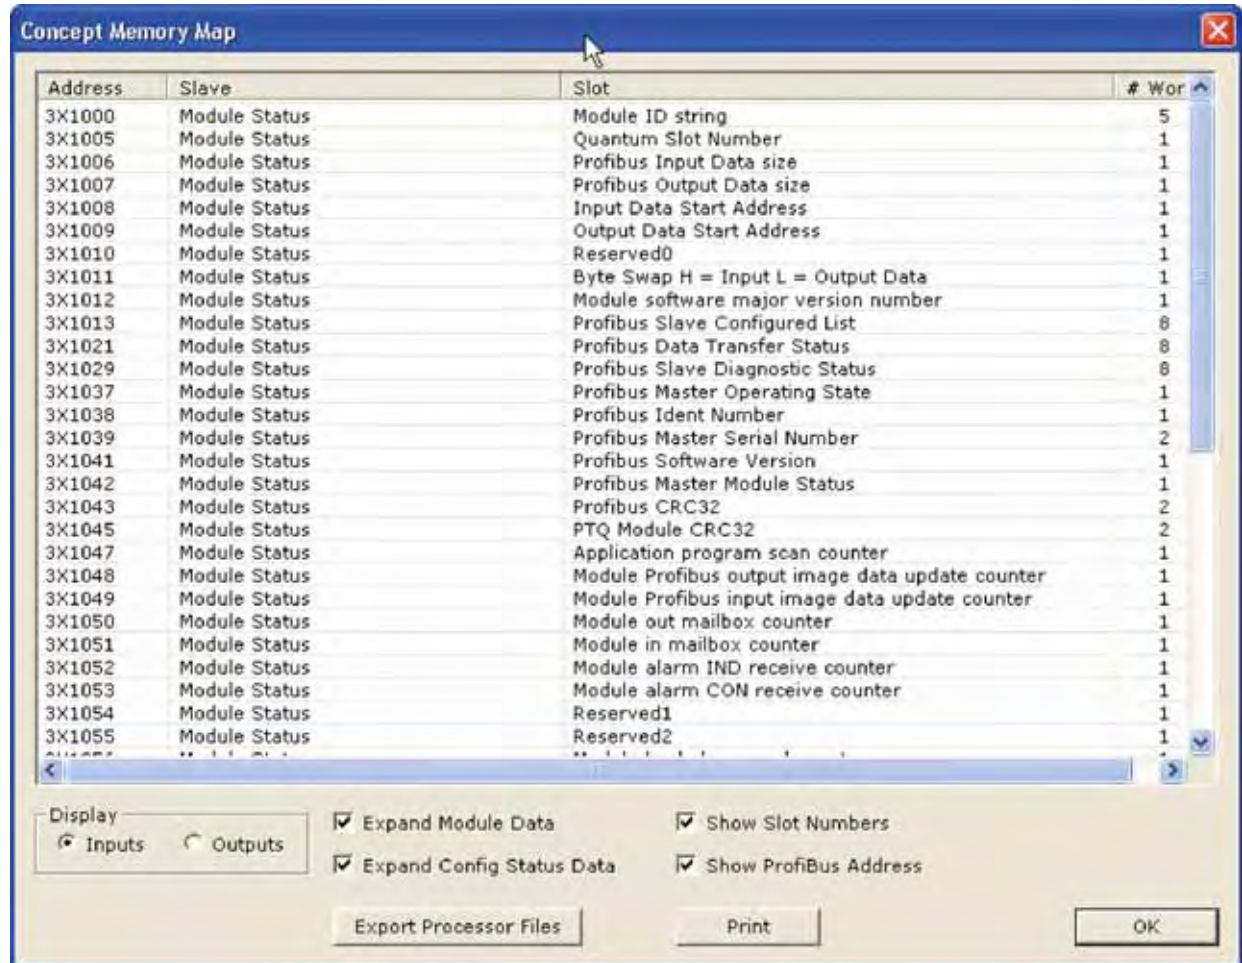 Concept Memory Map
Address Slave Slot # Wor
3X1000 Module Status Module ID string 5
3X1005 Module Status Quantum Slot Number 1
3X1006 Module Status Profibus Input Data size 1
3X1007 Module Status Profibus Output Data size 1
3X1008 Module Status Input Data Start Address 1
3X1009 Module Status Output Data Start Address 1
3X1010 Module Status Reserved0 1
3X1011 Module Status Byte Swap H = Input L = Output Data 1
3X1012 Module Status Module software major version number 1
3X1013 Module Status Profibus Slave Configured List 8
3X1021 Module Status Profibus Data Transfer Status 8
3X1029 Module Status Profibus Slave Diagnostic Status 8
3X1037 Module Status Profibus Master Operating State 1
3X1038 Module Status Profibus Ident Number 1
3X1039 Module Status Profibus Master Serial Number 2
3X1041 Module Status Profibus Software Version 1
3X1042 Module Status Profibus Master Module Status 1
3X1043 Module Status Profibus CRC32 2
3X1045 Module Status PTQ Module CRC32 2
3X1047 Module Status Application program scan counter 1
3X1048 Module Status Module Profibus output image data update counter 1
3X1049 Module Status Module Profibus input image data update counter 1
3X1050 Module Status Module out mailbox counter 1
3X1051 Module Status Module in mailbox counter 1
3X1052 Module Status Module alarm IND receive counter 1
3X1053 Module Status Module alarm CON receive counter 1
3X1054 Module Status Reserved1 1
3X1055 Module Status Reserved2 1
Display
Inputs Outputs
Expand Module Data
Show Slot Numbers
Expand Config Status Data
Show ProfiBus Address
Export Processor Files
Print
OK